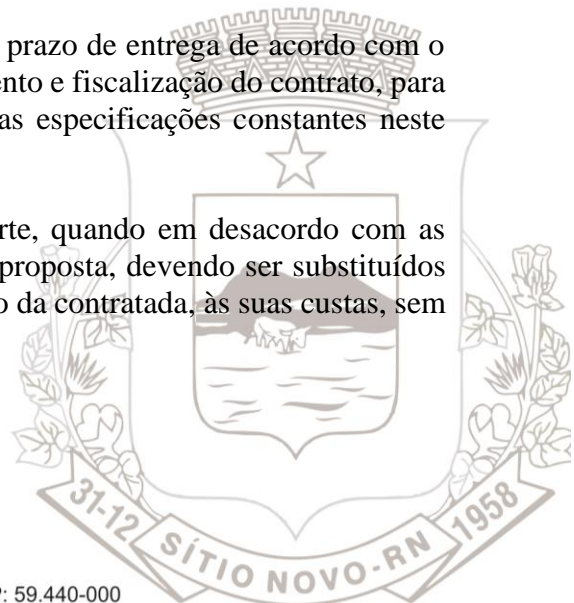 prazo de entrega de acordo com o
ento e fiscalização do contrato, para
as especificações constantes neste
rte, quando em desacordo com as
proposta, devendo ser substituídos
o da contratada, às suas custas, sem
31-12 SÍTIO NOVO-RN 1958
: 59.440-000